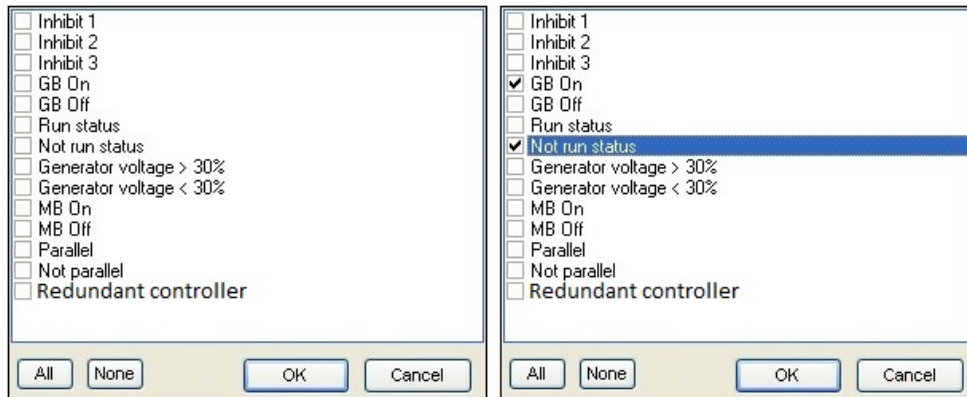 Inhibit 1
Inhibit 2
Inhibit 3
GB On
GB Off
Run status
Not run status
Generator voltage > 30%
Generator voltage < 30%
MB On
MB Off
Parallel
Not parallel
Redundant controller
All None OK Cancel
Inhibit 1
Inhibit 2
Inhibit 3
GB On
GB Off
Run status
Not run status
Generator voltage > 30%
Generator voltage < 30%
MB On
MB Off
Parallel
Not parallel
Redundant controller
All None OK Cancel